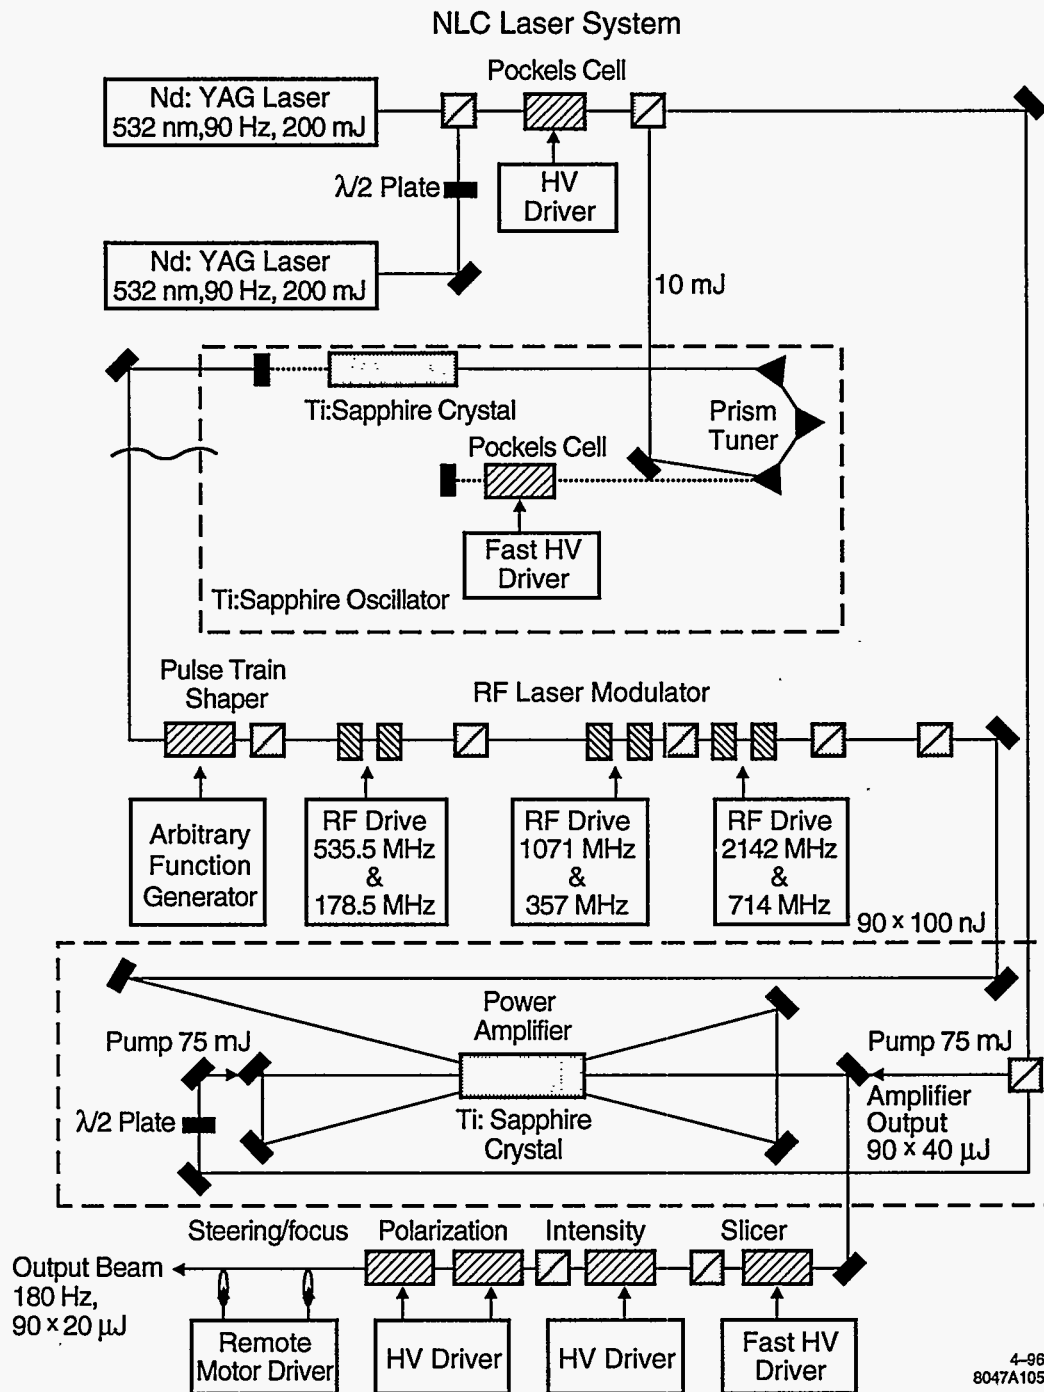 NLC Laser System
Pockels Cell
Nd: YAG Laser
532 nm,90 Hz, 200 mJ
λ/2 Plate
HV
Driver
Nd: YAG Laser
532 nm,90 Hz, 200 mJ
10 mJ
Ti:Sapphire Crystal
Prism
Tuner
Pockels Cell
Fast HV
Driver
Ti:Sapphire Oscillator
Pulse Train
Shaper
RF Laser Modulator
Arbitrary
Function
Generator
RF Drive
535.5 MHz
&
178.5 MHz
RF Drive
1071 MHz
&
357 MHz
RF Drive
2142 MHz
&
714 MHz
90 × 100 nJ
Power
Amplifier
Pump 75 mJ
Pump 75 mJ
λ/2 Plate
Ti: Sapphire
Crystal
Amplifier
Output
90 × 40 μJ
Steering/focus
Polarization
Intensity
Slicer
Output Beam
180 Hz,
90 × 20 μJ
Remote
Motor Driver
HV Driver
HV Driver
Fast HV
Driver
4–96
8047A105